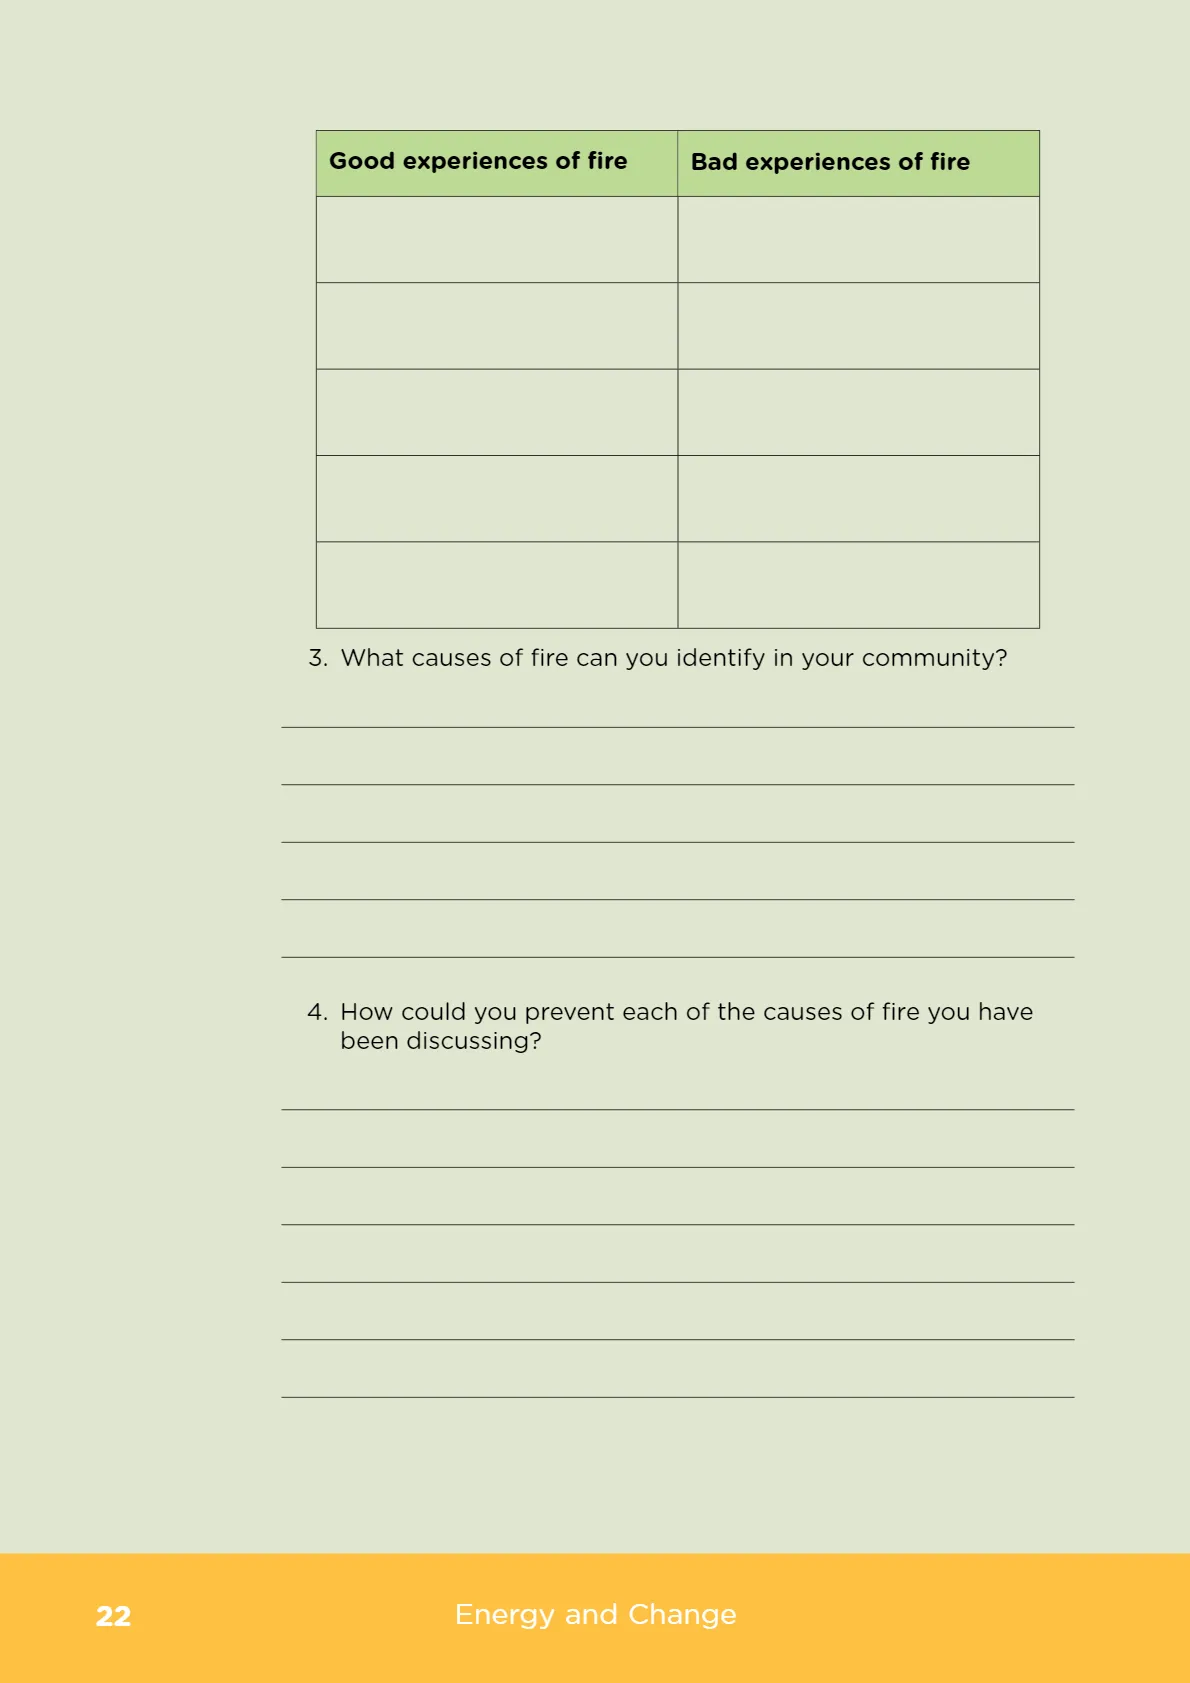 Good experiences of fire
Bad experiences of fire
3. What causes of fire can you identify in your community?
4. How could you prevent each of the causes of fire you have
been discussing?
22
Energy and Change